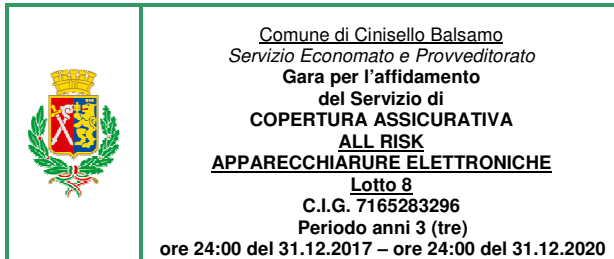 Comune di Cinisello Balsamo
Servizio Economato e Provveditorato
Gara per l'affidamento
del Servizio di
COPERTURA ASSICURATIVA
ALL RISK
APPARECCHIARURE ELETTRONICHE
Lotto 8
C.I.G. 7165283296
Periodo anni 3 (tre)
ore 24:00 del 31.12.2017 – ore 24:00 del 31.12.2020